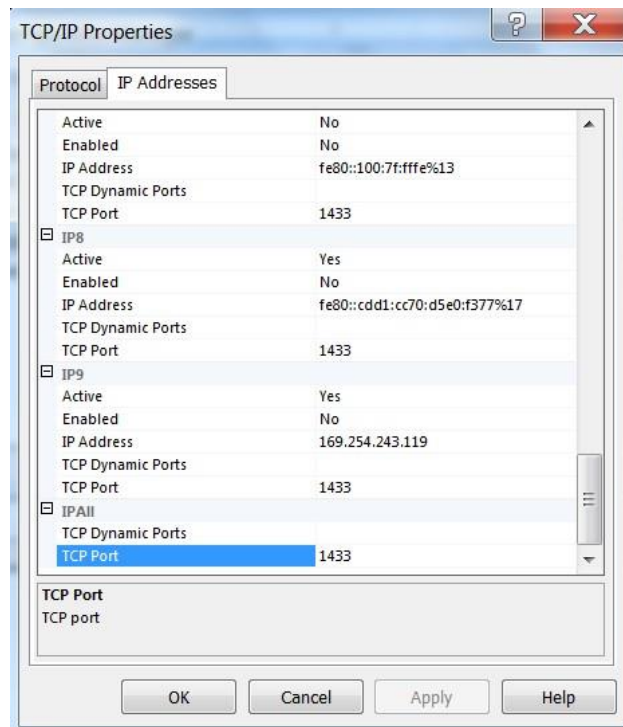 TCP/IP Properties
Protocol IP Addresses
Active No
Enabled No
IP Address fe80::100:7f:fffe%13
TCP Dynamic Ports
TCP Port 1433
IP8
Active Yes
Enabled No
IP Address fe80::cdd1:cc70:d5e0:f377%17
TCP Dynamic Ports
TCP Port 1433
IP9
Active Yes
Enabled No
IP Address 169.254.243.119
TCP Dynamic Ports
TCP Port 1433
IPAll
TCP Dynamic Ports
TCP Port 1433
TCP Port
TCP port
OK Cancel Apply Help